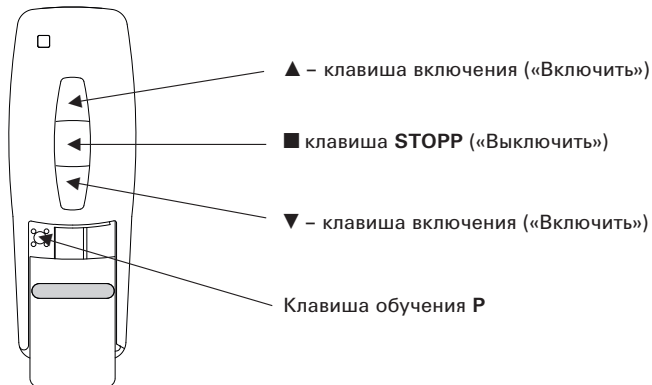 ▲ – клавиша включения («Включить»)
■ клавиша STOPP («Выключить»)
▼ – клавиша включения («Включить»)
Клавиша обучения P